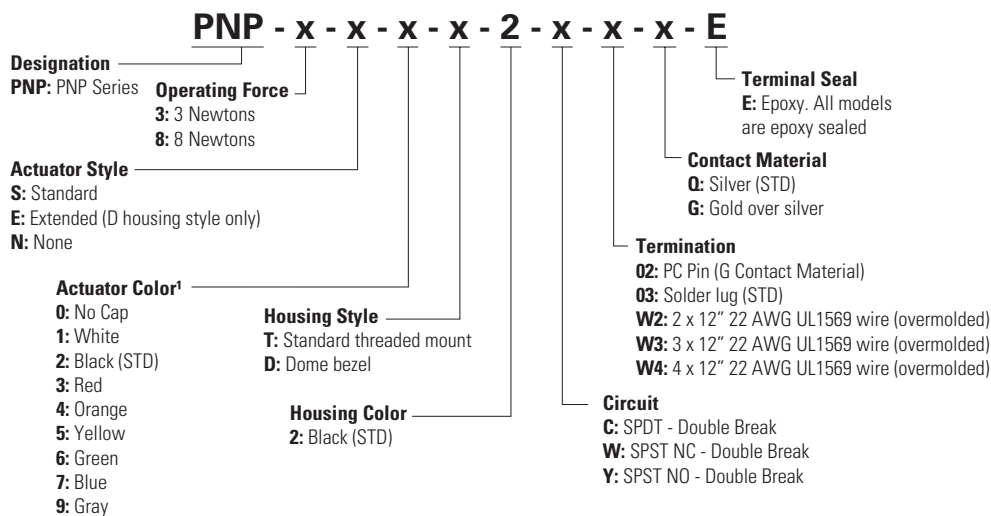 PNP - x - x - x - x - 2 - x - x - x - E
Designation
PNP: PNP Series
Operating Force
3: 3 Newtons
8: 8 Newtons
Actuator Style
S: Standard
E: Extended (D housing style only)
N: None
Actuator Color¹
0: No Cap
1: White
2: Black (STD)
3: Red
4: Orange
5: Yellow
6: Green
7: Blue
9: Gray
Housing Style
T: Standard threaded mount
D: Dome bezel
Housing Color
2: Black (STD)
Terminal Seal
E: Epoxy. All models
are epoxy sealed
Contact Material
Q: Silver (STD)
G: Gold over silver
Termination
02: PC Pin (G Contact Material)
03: Solder lug (STD)
W2: 2 x 12” 22 AWG UL1569 wire (overmolded)
W3: 3 x 12” 22 AWG UL1569 wire (overmolded)
W4: 4 x 12” 22 AWG UL1569 wire (overmolded)
Circuit
C: SPDT - Double Break
W: SPST NC - Double Break
Y: SPST NO - Double Break